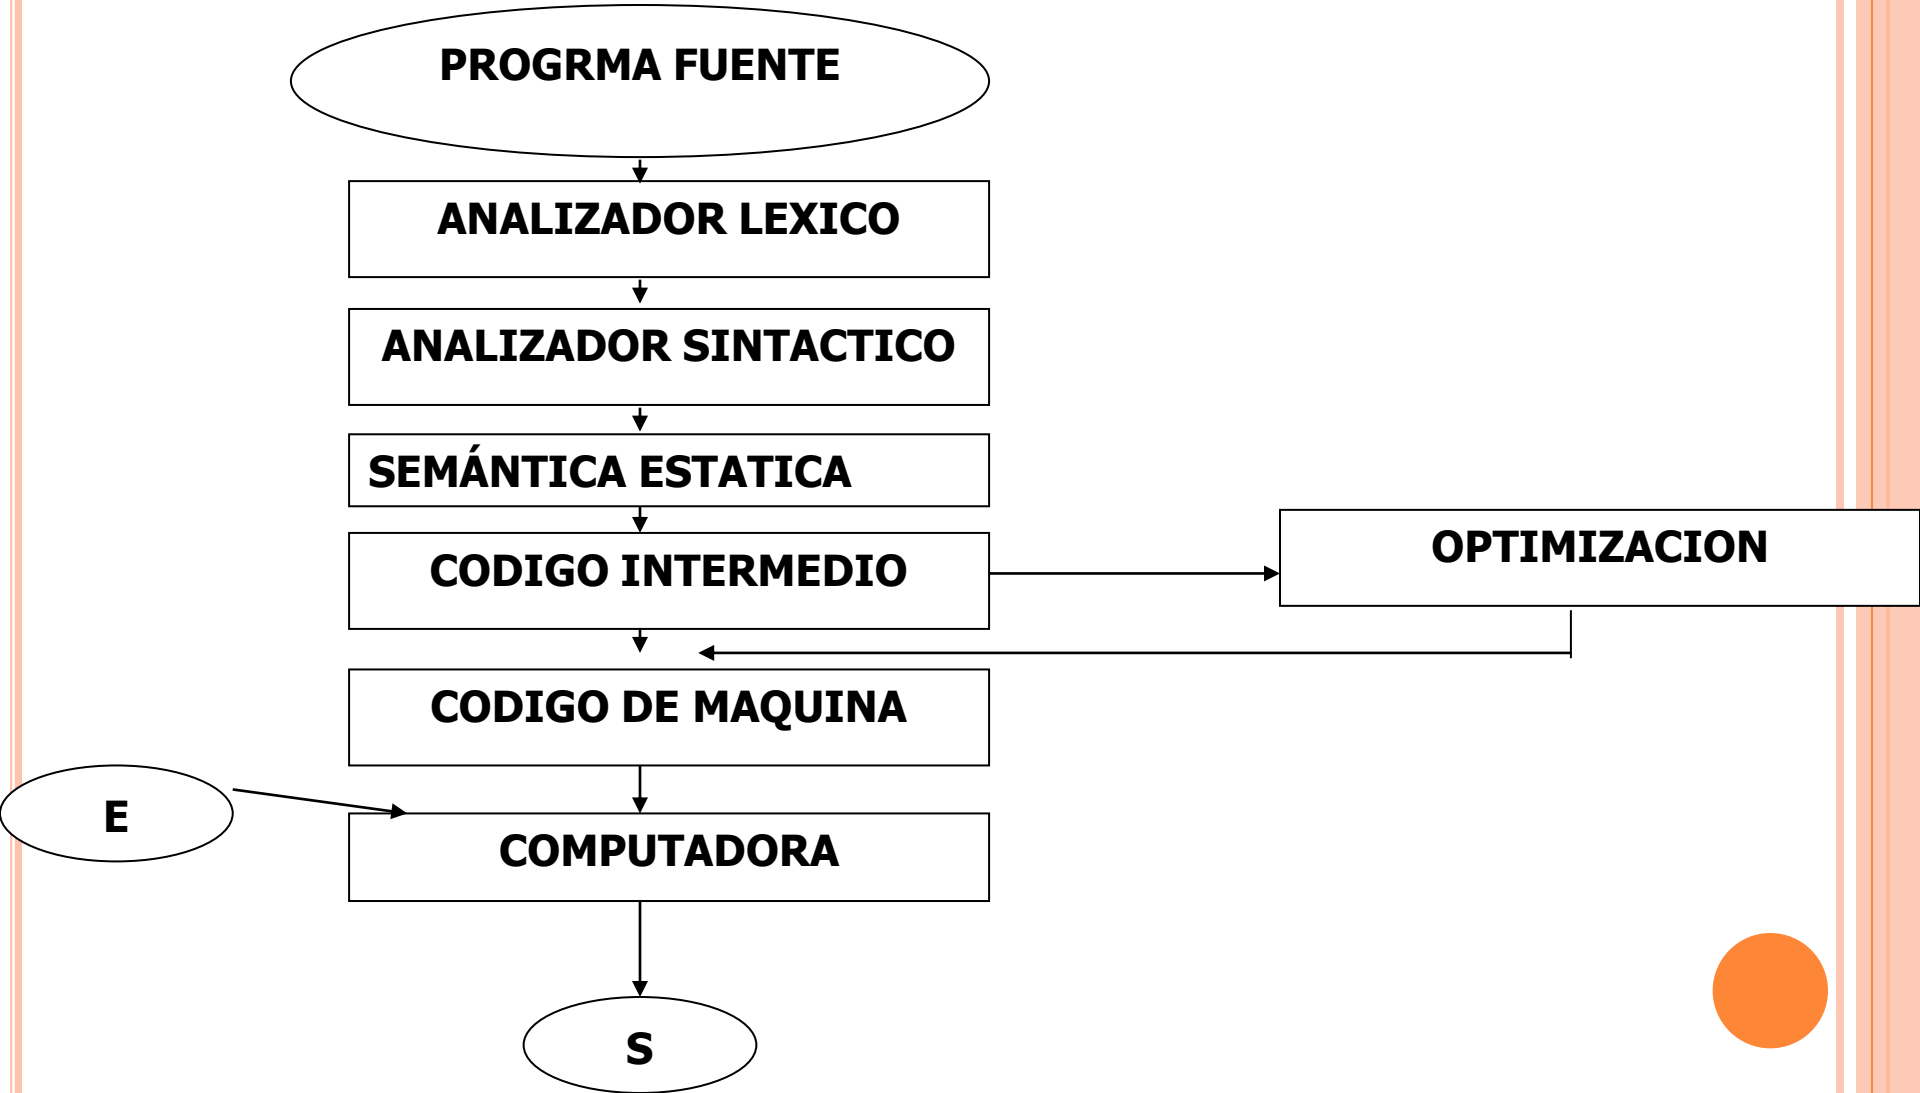 PROGRMA FUENTE
ANALIZADOR LEXICO
ANALIZADOR SINTACTICO
SEMÁNTICA ESTATICA
CODIGO INTERMEDIO
OPTIMIZACION
CODIGO DE MAQUINA
E
COMPUTADORA
S